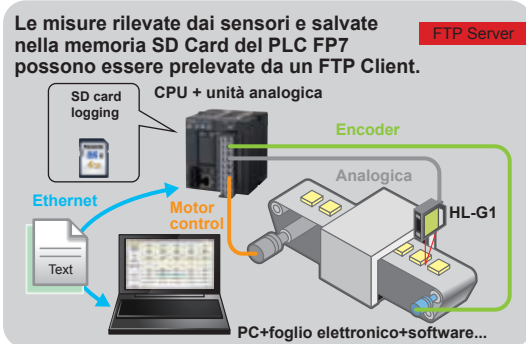 Le misure rilevate dai sensori e salvate
nella memoria SD Card del PLC FP7
possono essere prelevate da un FTP Client.
FTP Server
SD card
logging
CPU + unità analogica
Encoder
Analogica
Ethernet
Motor
control
HL-G1
Text
PC+foglio elettronico+software...